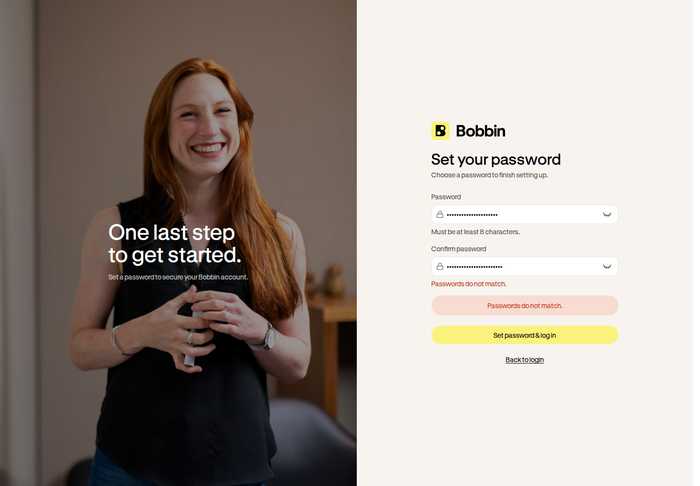 One last step
to get started.
Set a password to secure your Bobbin account.
Bobbin
Set your password
Choose a password to finish setting up.
Password
•••••••••••••••••••••
Must be at least 8 characters.
Confirm password
•••••••••••••••••••••••
Passwords do not match.
Passwords do not match.
Set password & log in
Back to login